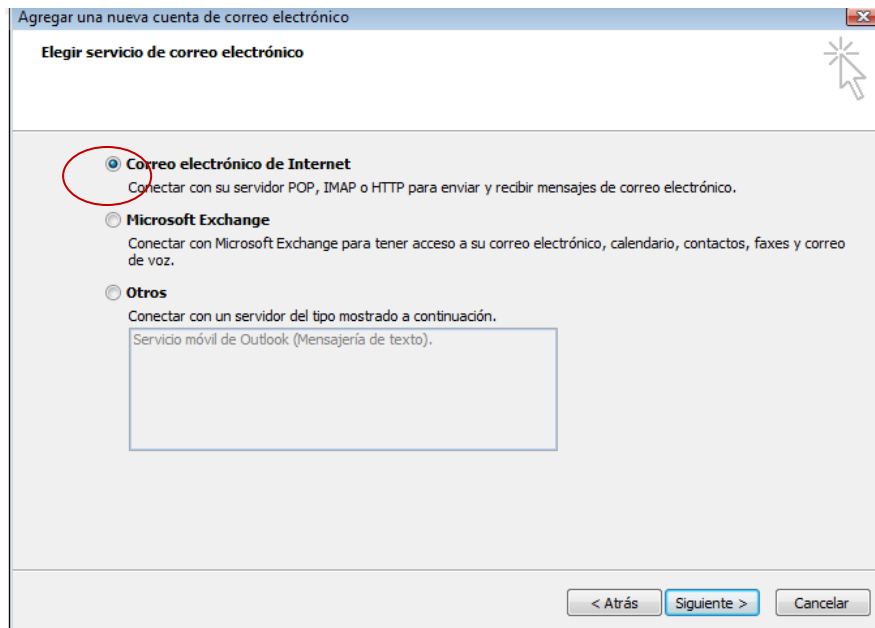 Agregar una nueva cuenta de correo electrónico
Elegir servicio de correo electrónico
Correo electrónico de Internet
Conectar con su servidor POP, IMAP o HTTP para enviar y recibir mensajes de correo electrónico.
Microsoft Exchange
Conectar con Microsoft Exchange para tener acceso a su correo electrónico, calendario, contactos, faxes y correo
de voz.
Otros
Conectar con un servidor del tipo mostrado a continuación.
Servicio móvil de Outlook (Mensajería de texto).
< Atrás
Siguiente >
Cancelar